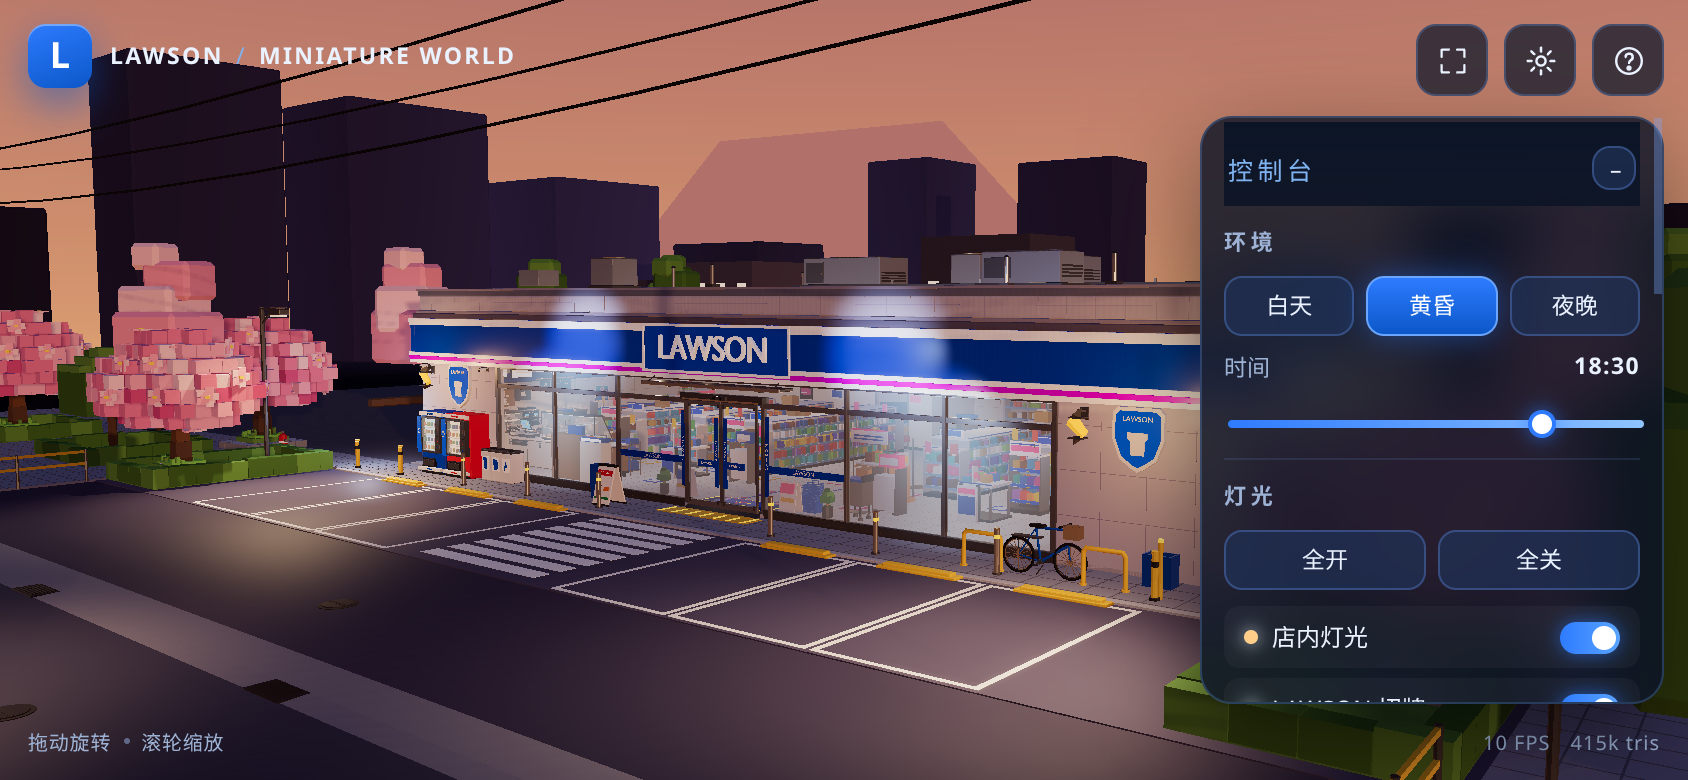 L LAWSON / MINIATURE WORLD
控制台
–
环境
白天 黄昏 夜晚
时间 18:30
灯光
全开 全关
店内灯光
LAWSON
LAWSON
拖动旋转 • 滚轮缩放
10 FPS 415k tris